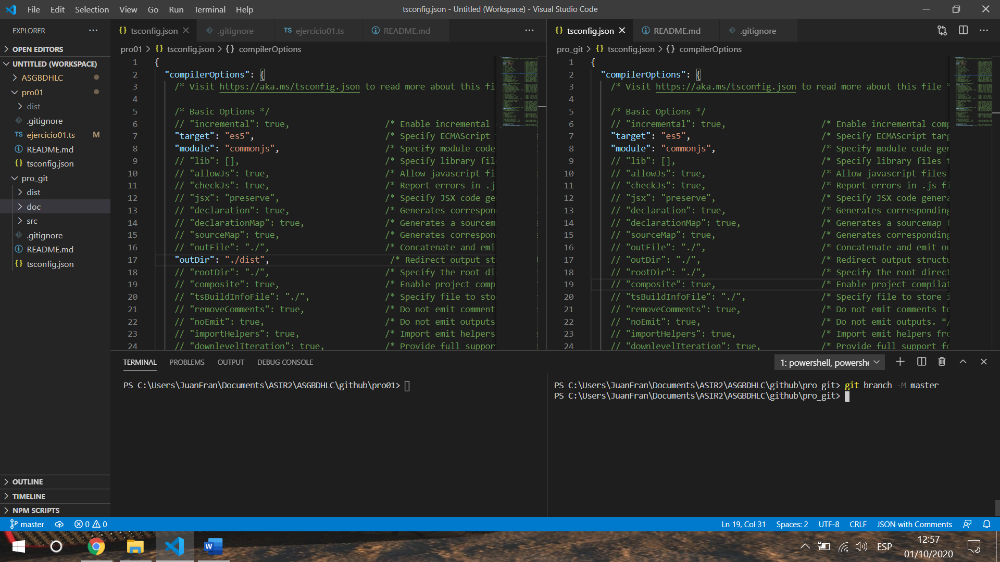 File Edit Selection View Go Run Terminal Help
tsconfig.json - Untitled (Workspace) - Visual Studio Code
EXPLORER
OPEN EDITORS
UNTITLED (WORKSPACE)
ASGBDHLC
pro01
dist
.gitignore
TS ejercicio01.ts M
README.md
{} tsconfig.json
pro_git
dist
doc
src
.gitignore
README.md
{} tsconfig.json
OUTLINE
TIMELINE
NPM SCRIPTS
{} tsconfig.json .gitignore TS ejercicio01.ts README.md
pro01 > {} tsconfig.json > {} compilerOptions
1 {
2 "compilerOptions": {
3 /* Visit https://aka.ms/tsconfig.json to read more about this fi
4
5 /* Basic Options */
6 // "incremental": true, /* Enable incremental
7 "target": "es5", /* Specify ECMAScript
8 "module": "commonjs", /* Specify module code
9 // "lib": [], /* Specify library fil
10 // "allowJs": true, /* Allow javascript fi
11 // "checkJs": true, /* Report errors in .j
12 // "jsx": "preserve", /* Specify JSX code ge
13 // "declaration": true, /* Generates correspon
14 // "declarationMap": true, /* Generates a sourcem
15 // "sourceMap": true, /* Generates correspon
16 // "outFile": "./", /* Concatenate and emi
17 "outDir": "./dist", /* Redirect output st
18 // "rootDir": "./", /* Specify the root di
19 // "composite": true, /* Enable project comp
20 // "tsBuildInfoFile": "./", /* Specify file to sto
21 // "removeComments": true, /* Do not emit comment
22 // "noEmit": true, /* Do not emit outputs
23 // "importHelpers": true, /* Import emit helpers
24 // "downlevelIteration": true, /* Provide full suppor
{} tsconfig.json README.md .gitignore
pro_git > {} tsconfig.json > {} compilerOptions
1 {
2 "compilerOptions": {
3 /* Visit https://aka.ms/tsconfig.json to read more about this file *
4
5 /* Basic Options */
6 // "incremental": true, /* Enable incremental com
7 "target": "es5", /* Specify ECMAScript tar
8 "module": "commonjs", /* Specify module code ge
9 // "lib": [], /* Specify library files t
10 // "allowJs": true, /* Allow javascript files
11 // "checkJs": true, /* Report errors in .js fi
12 // "jsx": "preserve", /* Specify JSX code gener
13 // "declaration": true, /* Generates corresponding
14 // "declarationMap": true, /* Generates a sourcemap f
15 // "sourceMap": true, /* Generates corresponding
16 // "outFile": "./", /* Concatenate and emit ou
17 // "outDir": "./", /* Redirect output structu
18 // "rootDir": "./", /* Specify the root direct
19 // "composite": true, /* Enable project compilat
20 // "tsBuildInfoFile": "./", /* Specify file to store i
21 // "removeComments": true, /* Do not emit comments to
22 // "noEmit": true, /* Do not emit outputs. */
23 // "importHelpers": true, /* Import emit helpers fro
24 // "downlevelIteration": true, /* Provide full support fo
TERMINAL PROBLEMS OUTPUT DEBUG CONSOLE
1: powershell, powershe
PS C:\Users\JuanFran\Documents\ASIR2\ASGBDHLC\github\pro01>
PS C:\Users\JuanFran\Documents\ASIR2\ASGBDHLC\github\pro_git> git branch -M master
PS C:\Users\JuanFran\Documents\ASIR2\ASGBDHLC\github\pro_git>
master 0 0
Ln 19, Col 31 Spaces: 2 UTF-8 CRLF JSON with Comments
W
ESP
12:57
01/10/2020